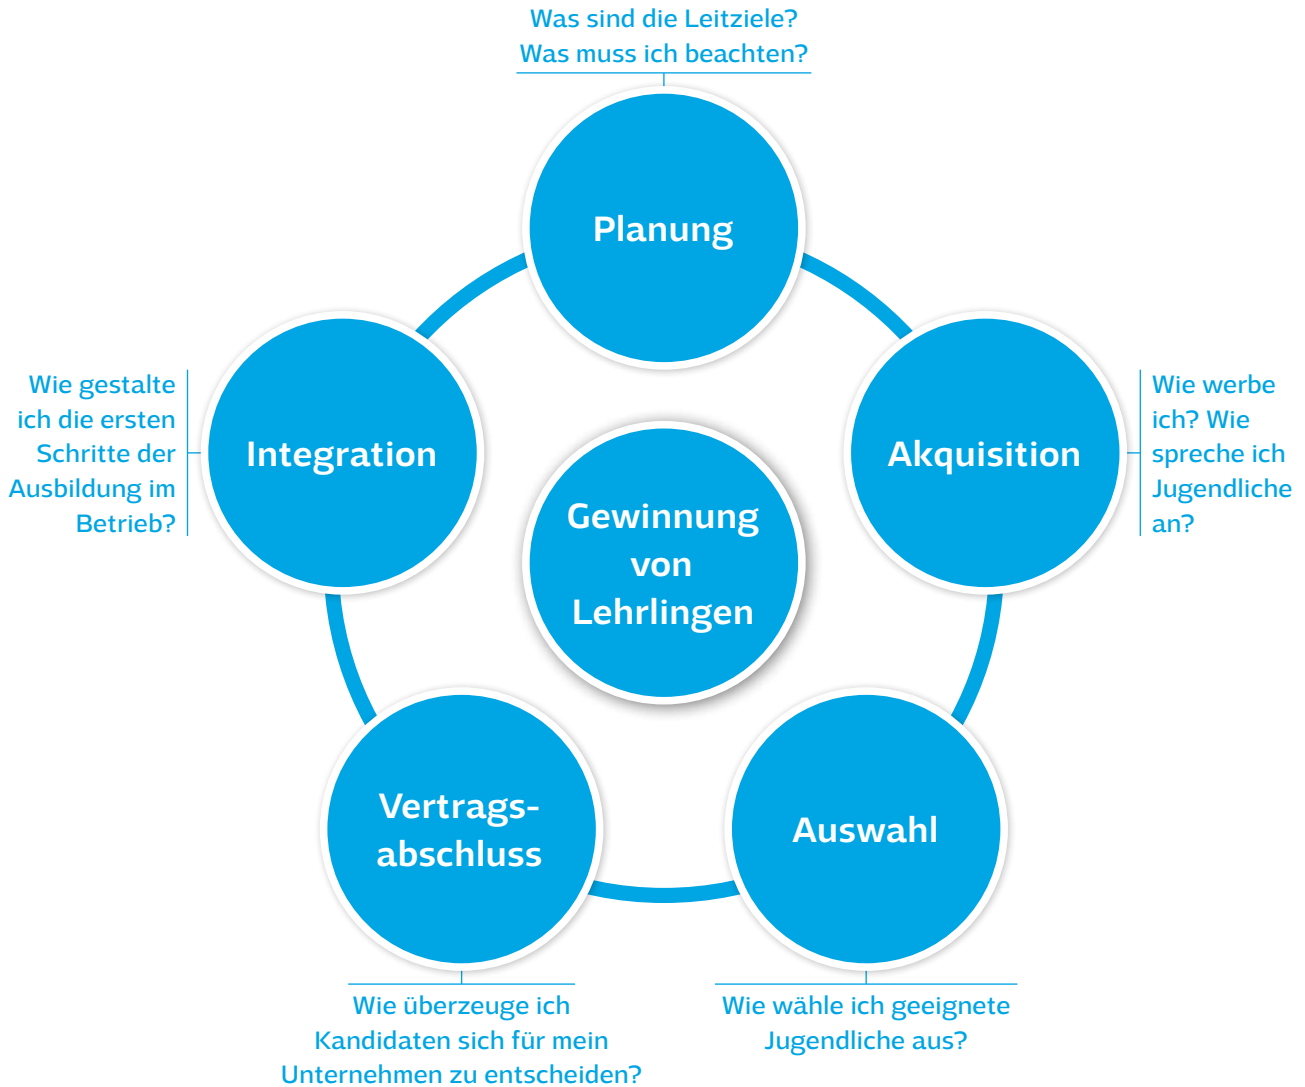 Was sind die Leitziele?
Was muss ich beachten?
Planung
Akquisition
Wie werbe
ich? Wie
spreche ich
Jugendliche
an?
Auswahl
Wie wähle ich geeignete
Jugendliche aus?
Vertrags-
abschluss
Wie überzeuge ich
Kandidaten sich für mein
Unternehmen zu entscheiden?
Integration
Wie gestalte
ich die ersten
Schritte der
Ausbildung im
Betrieb?
Gewinnung
von
Lehrlingen